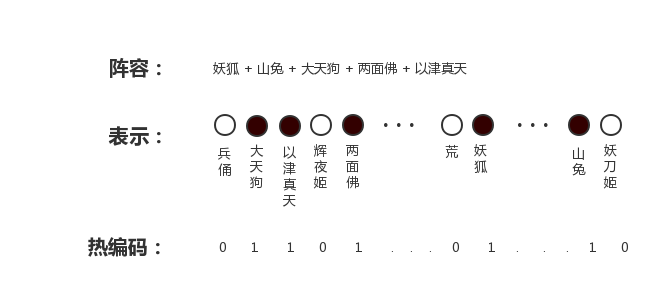 阵容： 妖狐 + 山兔 + 大天狗 + 两面佛 + 以津真天
表示： ··· ···
兵俑 大天狗 以津真天 辉夜姬 两面佛 荒 妖狐 山兔 妖刀姬
热编码： 0 1 1 0 1 . . . 0 1 . . . 1 0